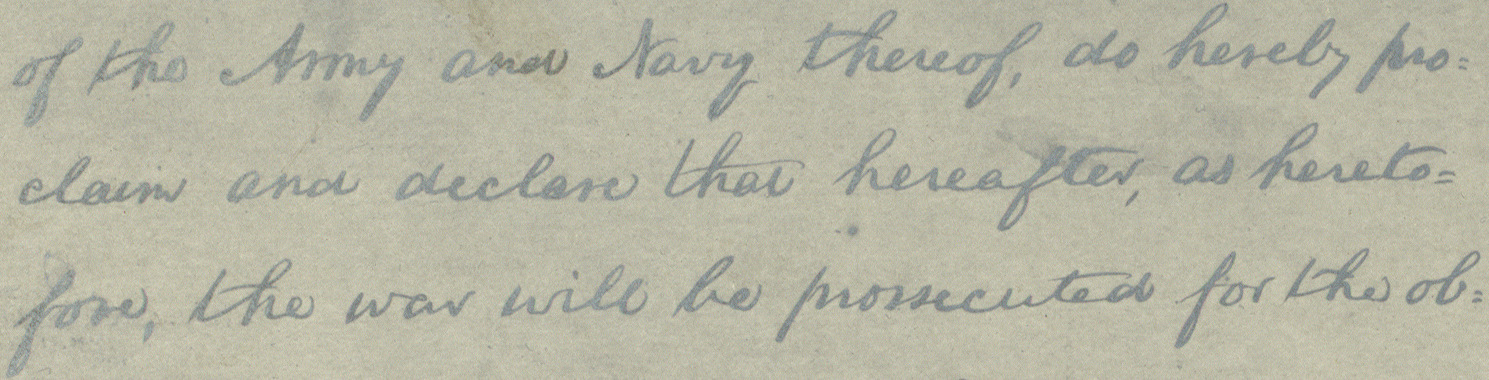 of the Army and Navy thereof, do hereby pro=
claim and declare that hereafter, as hereto=
fore, the war will be prossecuted for the ob=